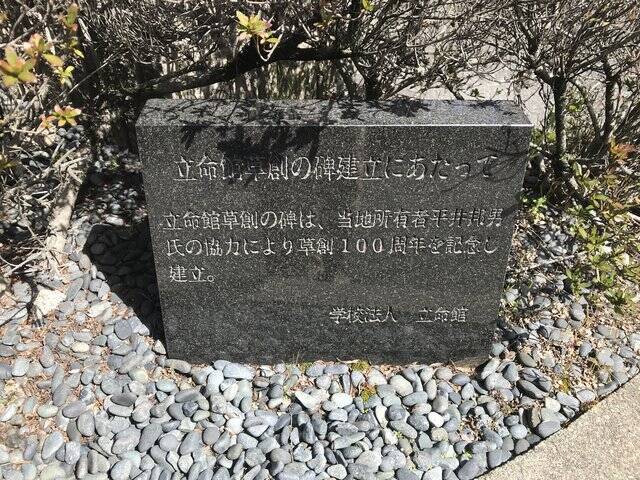 立命館草創の碑建立にあたって
立命館草創の碑は、当地所有者平井邦男
氏の協力により草創100周年を記念し
建立。
学校法人 立命館